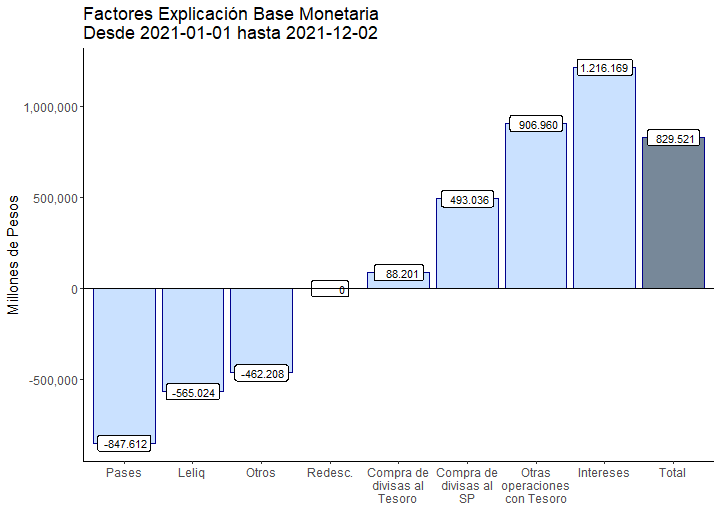 Factores Explicación Base Monetaria
Desde 2021-01-01 hasta 2021-12-02
Millones de Pesos
1,000,000
500,000
0
-500,000
-847.612
-565.024
-462.208
0
88.201
493.036
906.960
1.216.169
829.521
Pases
Leliq
Otros
Redesc.
Compra de
divisas al
Tesoro
Compra de
divisas al
SP
Otras
operaciones
con Tesoro
Intereses
Total